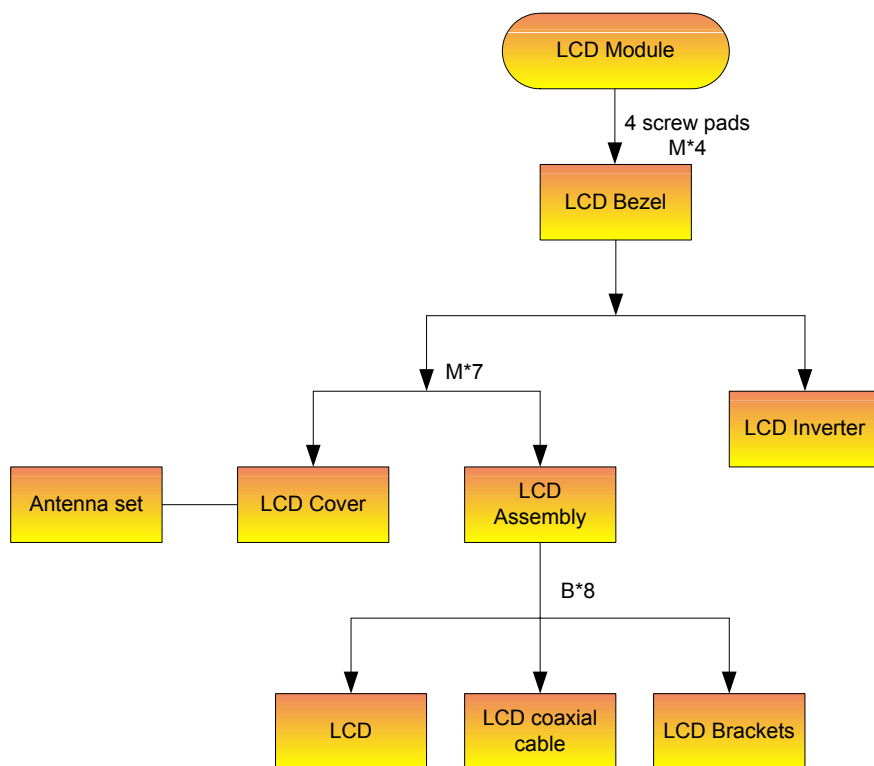 LCD Module
4 screw pads
M*4
LCD Bezel
M*7
LCD Inverter
Antenna set
LCD Cover
LCD
Assembly
B*8
LCD
LCD coaxial
cable
LCD Brackets